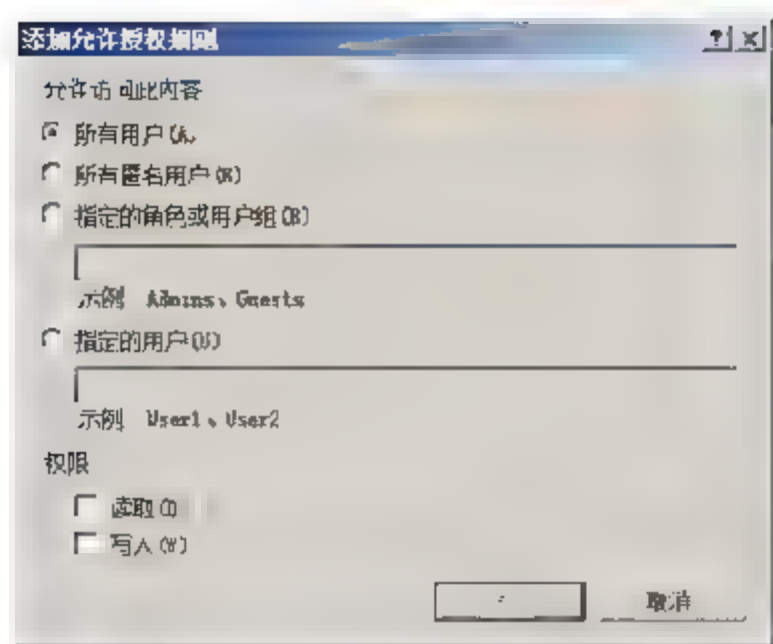 添加允许授权规则
允许访问此内容
所有用户(A)
所有匿名用户(R)
指定的角色或用户组(B)
示例 Admins、Guests
指定的用户(U)
示例 User1、User2
权限
读取(I)
写入(W)
取消